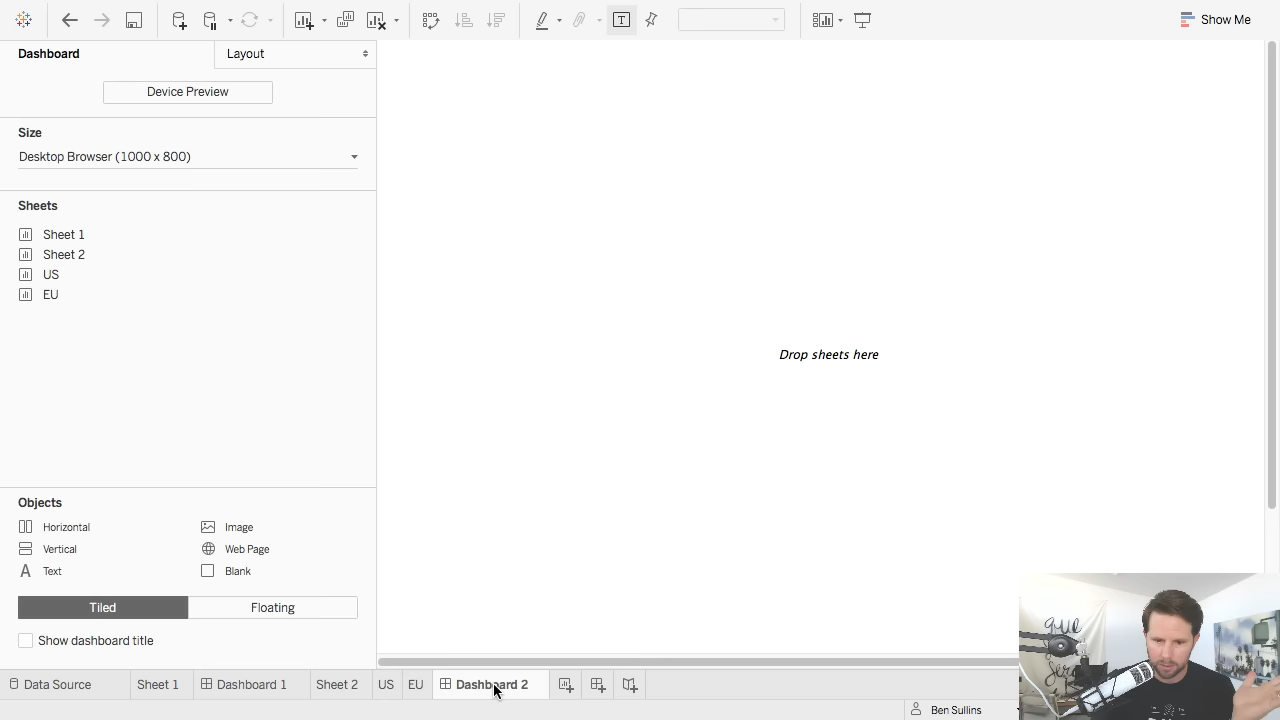 Show Me
Dashboard
Layout
Device Preview
Size
Desktop Browser (1000 x 800)
Sheets
Sheet 1
Sheet 2
US
EU
Drop sheets here
Objects
Horizontal
Image
Vertical
Web Page
A Text
Blank
Tiled
Floating
Show dashboard title
Data Source
Sheet 1
Dashboard 1
Sheet 2
US
EU
Dashboard 2
Ben Sullins